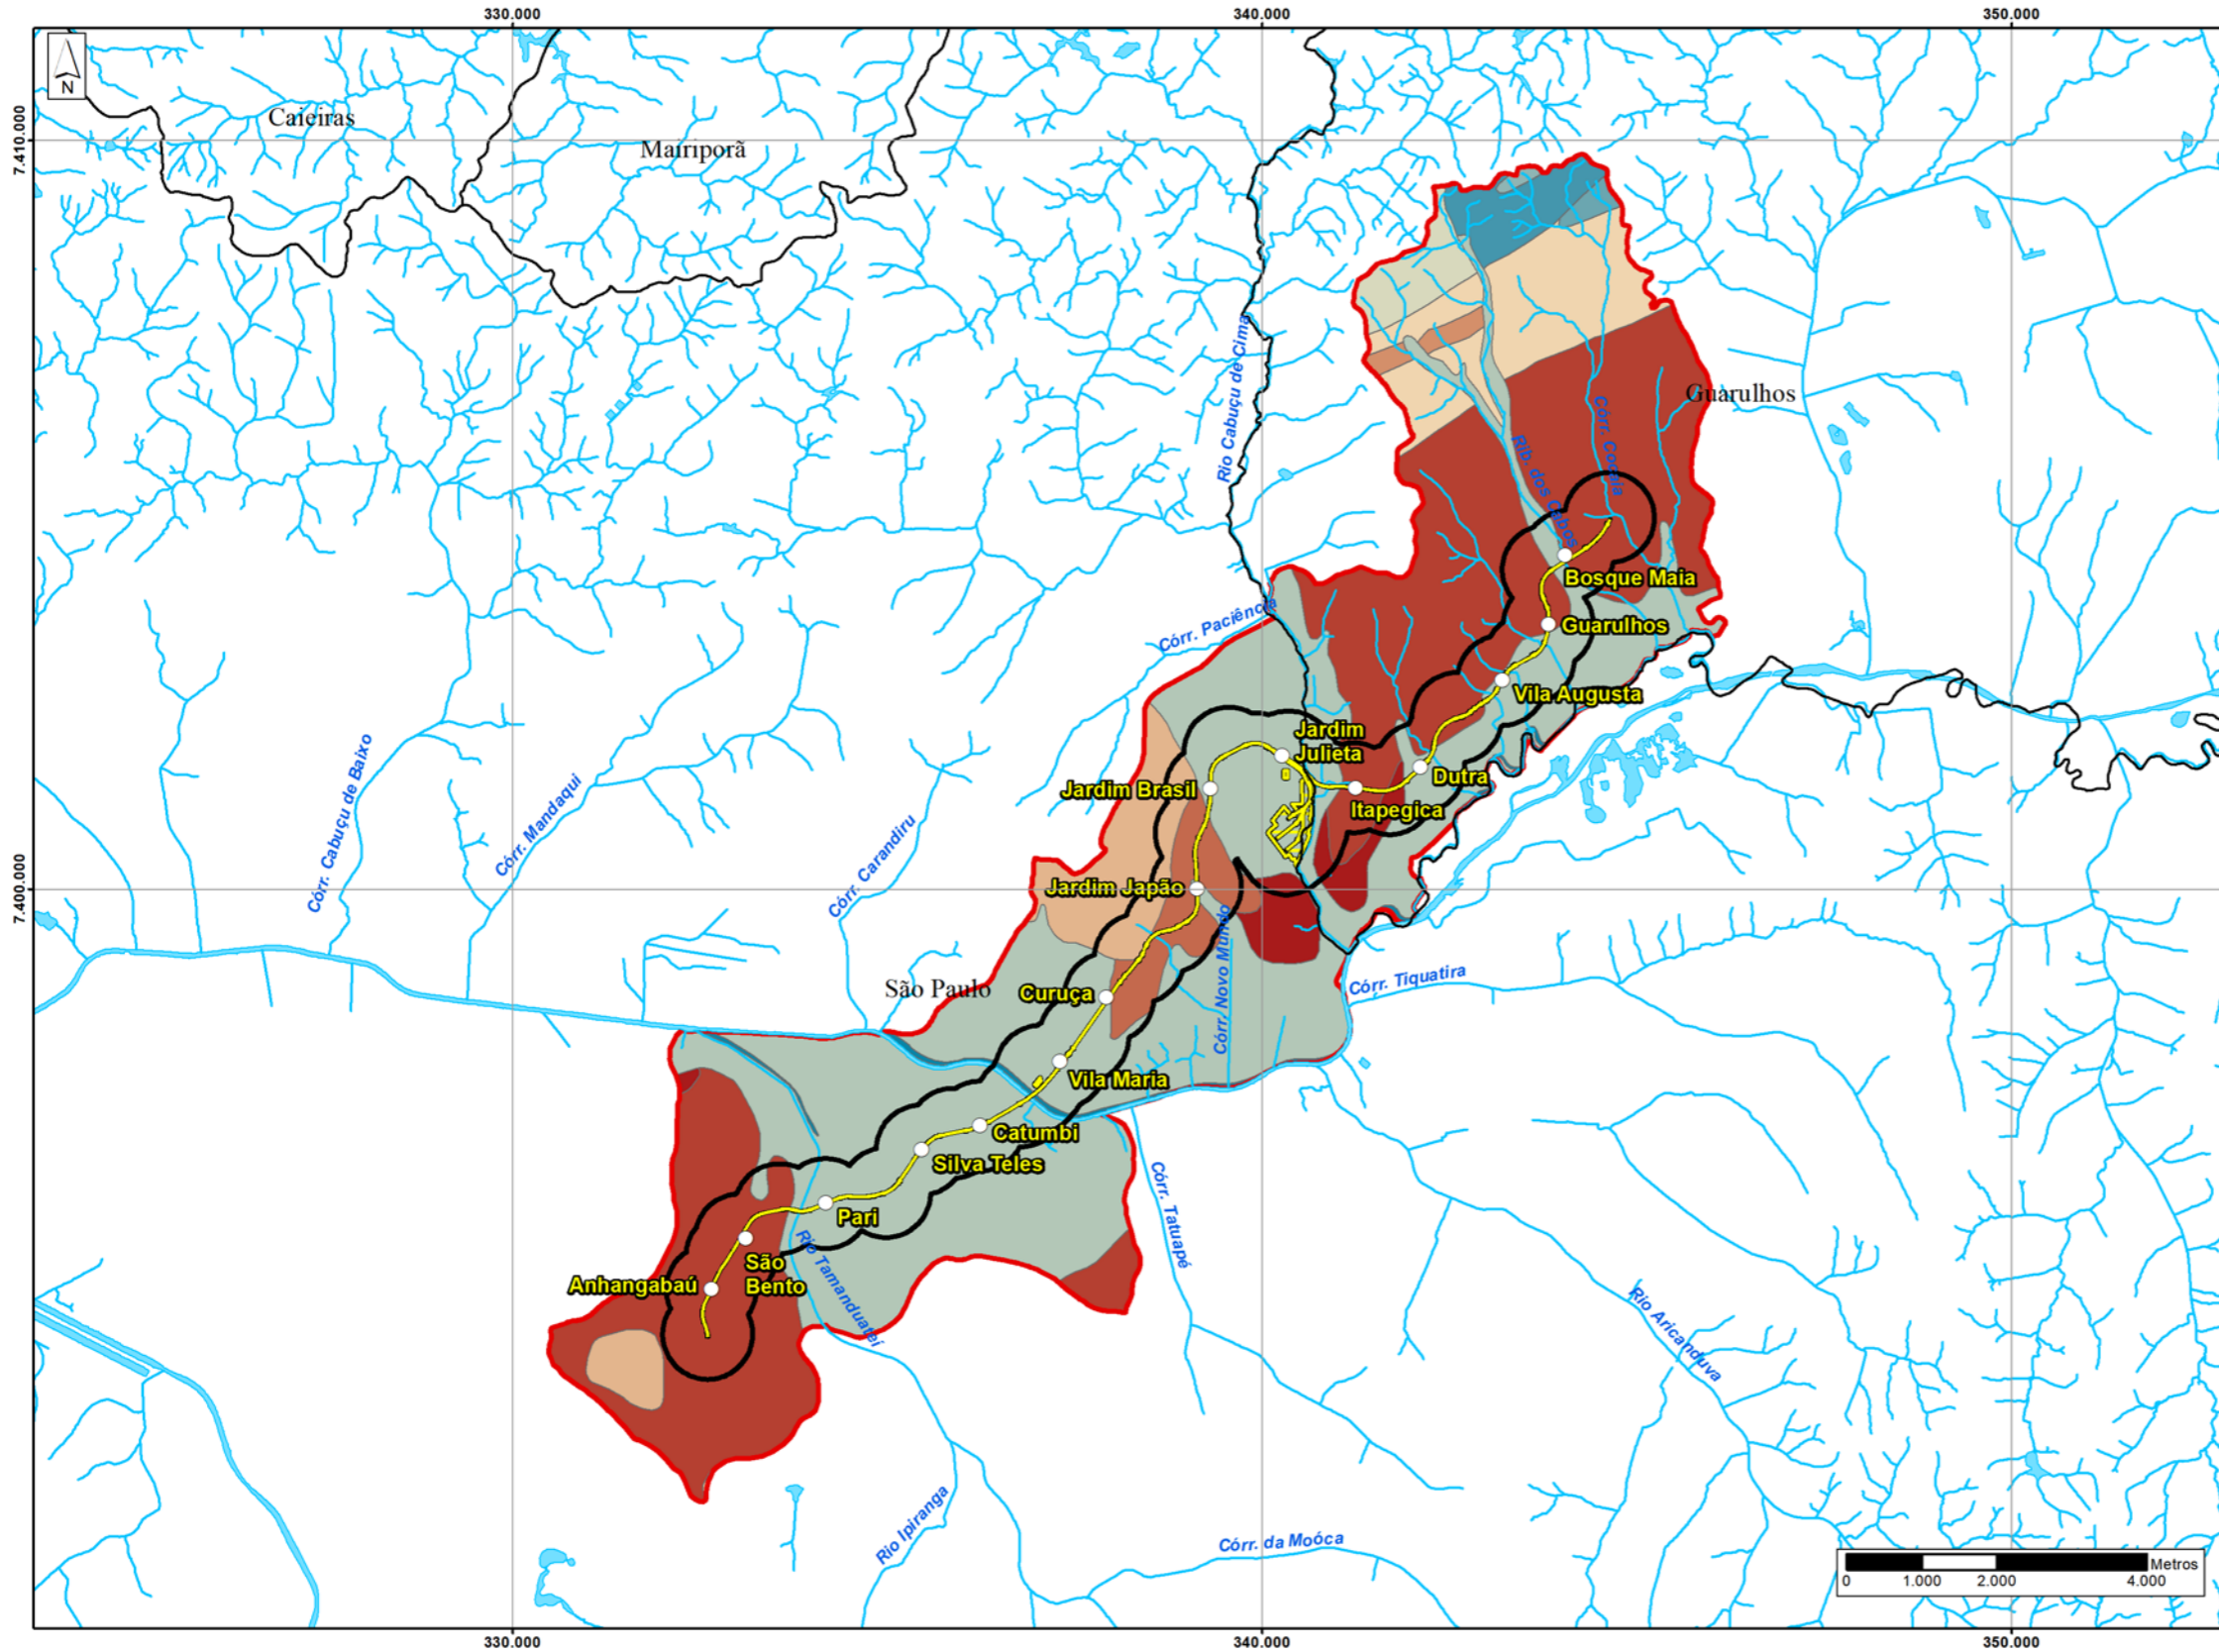 330.000
340.000
350.000
N
7.410.000
Caieiras
Mairiporã
Rio Cabuçu de Cima
Guarulhos
Córr. Cocaia
Rib. dos Cubos
Bosque Maia
Córr. Paciência
Guarulhos
Vila Augusta
Jardim
Julieta
Jardim Brasil
Dutra
Itapegica
Córr. Cabuçu de Baixo
Córr. Mandaqui
Córr. Carandiru
7.400.000
Jardim Japão
Córr. Novo Mundo
São Paulo
Curuça
Córr. Tiquatira
Vila Maria
Catumbi
Silva Teles
Pari
Córr. Tatuapé
São
Bento
Anhangabaú
Rio Tamanduateí
Rio Aricanduva
Rio Ipiranga
Córr. da Moóca
Metros
0
1.000
2.000
4.000
330.000
340.000
350.000